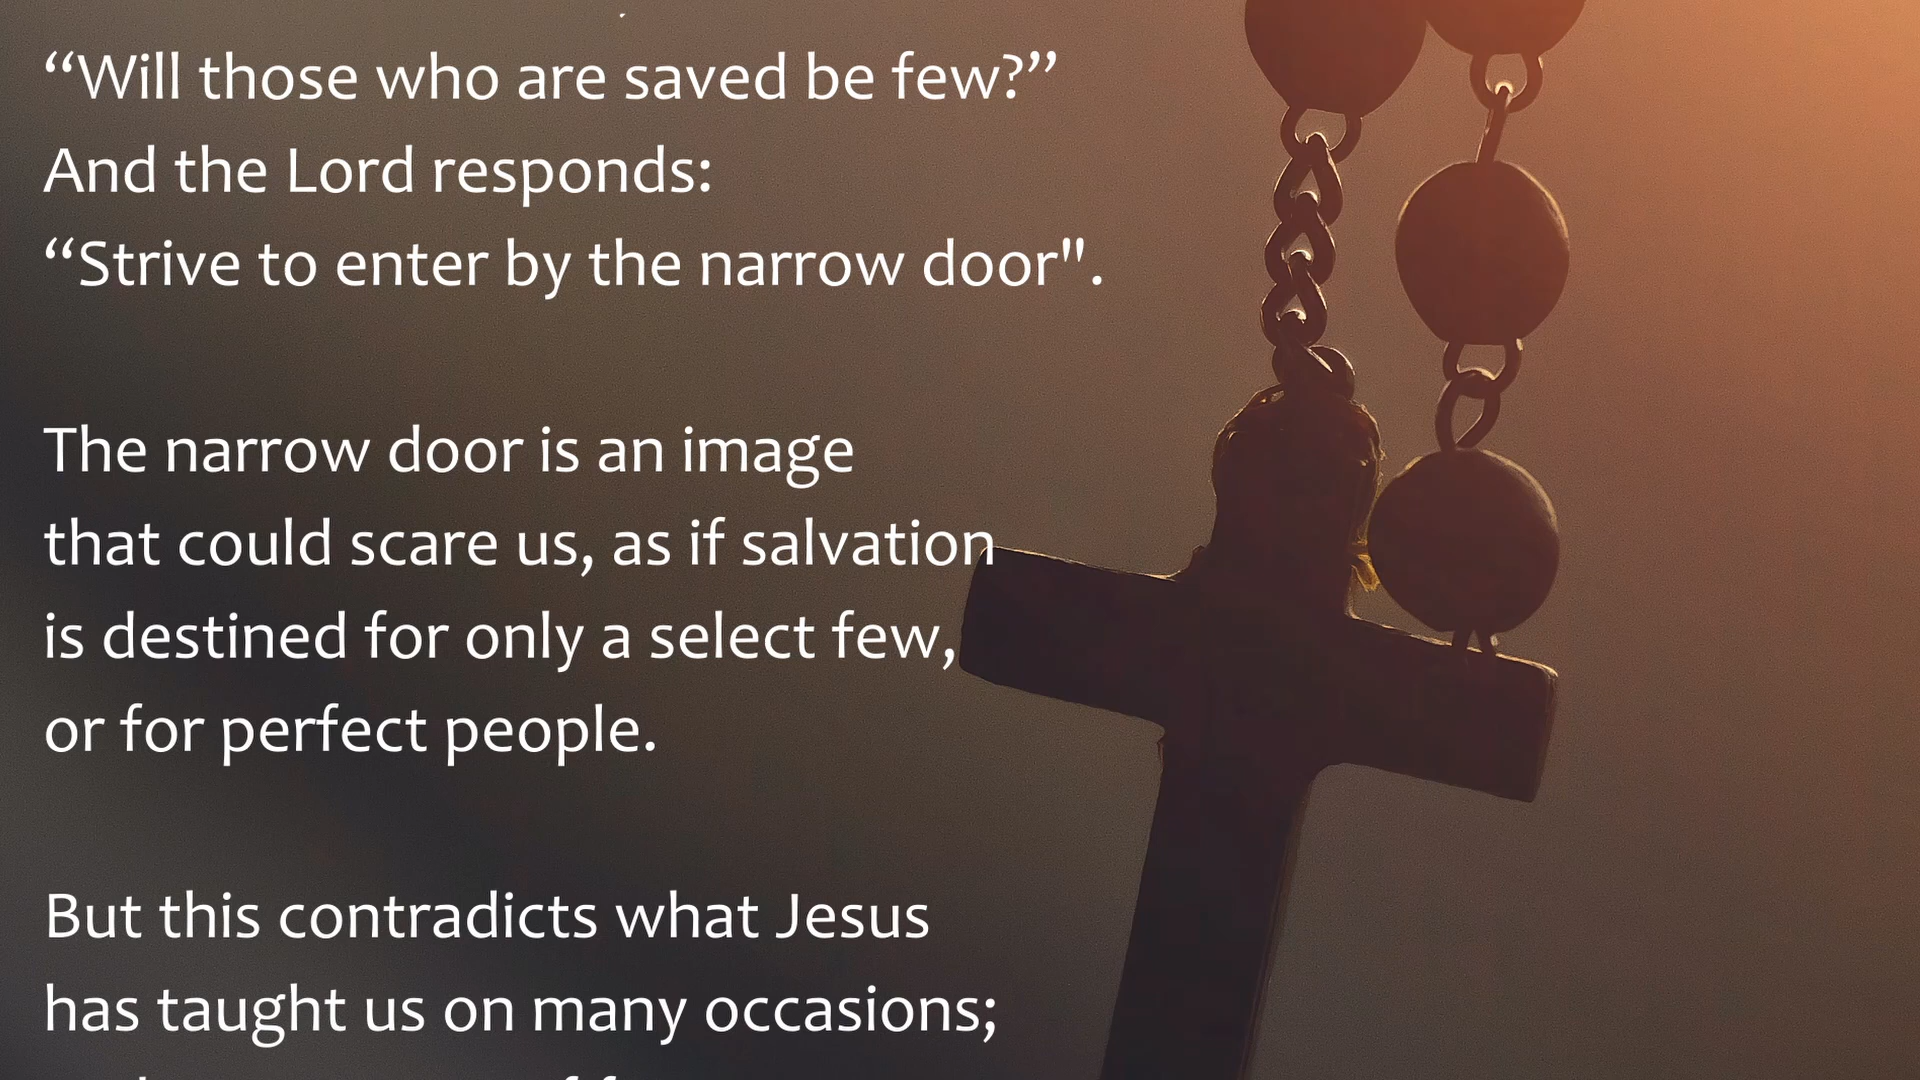 “Will those who are saved be few?”
And the Lord responds:
“Strive to enter by the narrow door".
The narrow door is an image
that could scare us, as if salvation
is destined for only a select few,
or for perfect people.
But this contradicts what Jesus
has taught us on many occasions;